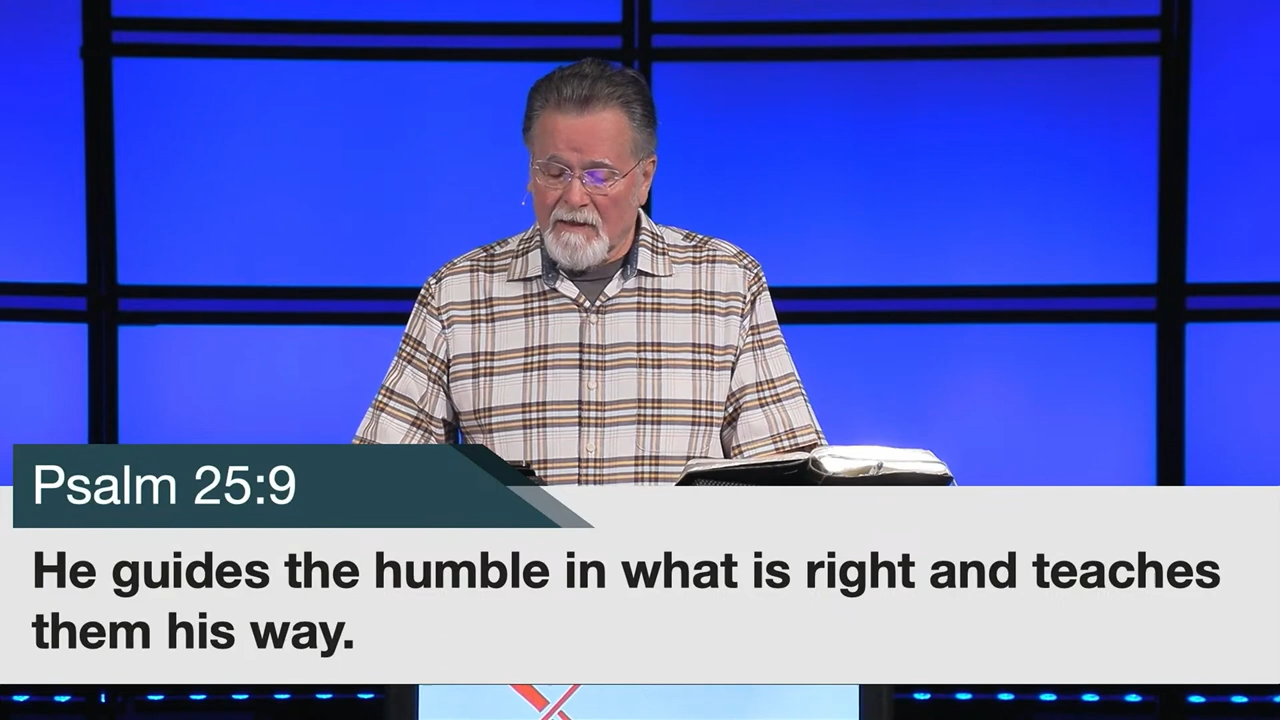 Psalm 25:9
He guides the humble in what is right and teaches
them his way.